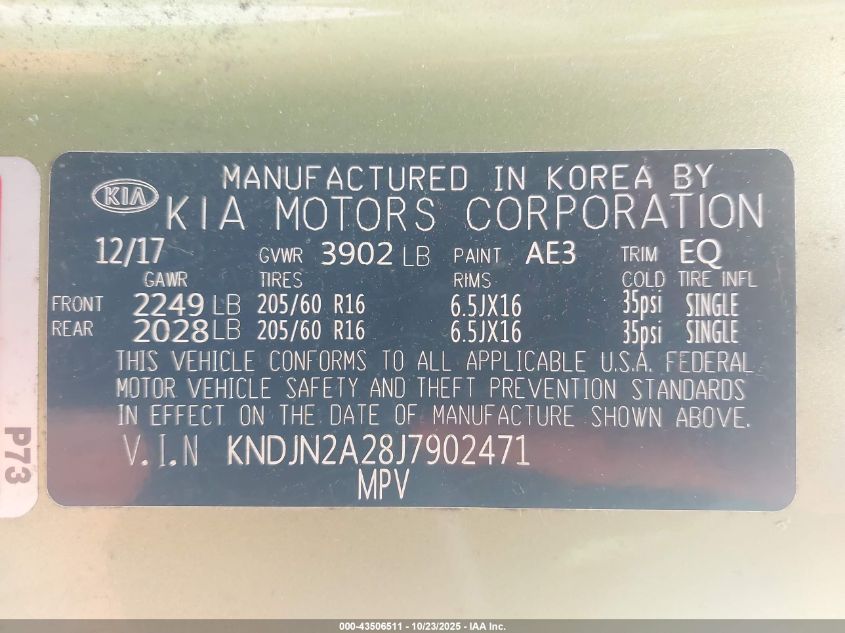 MANUFACTURED IN KOREA BY
KIA KIA MOTORS CORPORATION
12/17 GVWR 3902 LB PAINT AE3 TRIM EQ
GAWR TIRES RIMS COLD TIRE INFL
FRONT 2249 LB 205/60 R16 6.5JX16 35psi SINGLE
REAR 2028 LB 205/60 R16 6.5JX16 35psi SINGLE
THIS VEHICLE CONFORMS TO ALL APPLICABLE U.S.A. FEDERAL
MOTOR VEHICLE SAFETY AND THEFT PREVENTION STANDARDS
IN EFFECT ON THE DATE OF MANUFACTURE SHOWN ABOVE.
V.I.N KNDJN2A28J7902471
MPV
P73
000-43506511 - 10/23/2025 - IAA Inc.